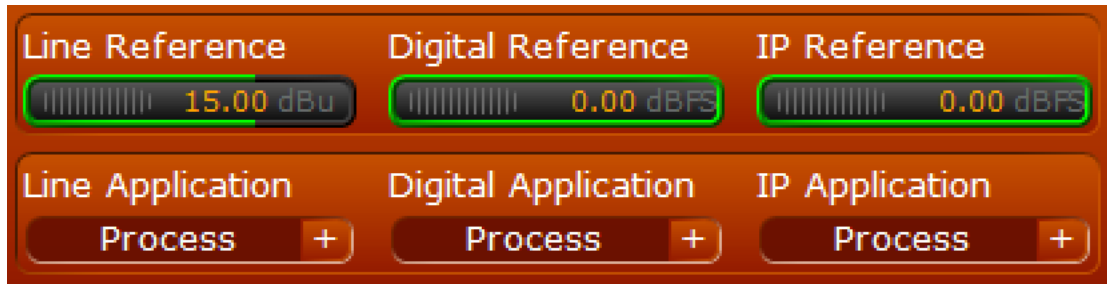 Line Reference Digital Reference IP Reference
15.00 dBu 0.00 dBFS 0.00 dBFS
Line Application Digital Application IP Application
Process + Process + Process +